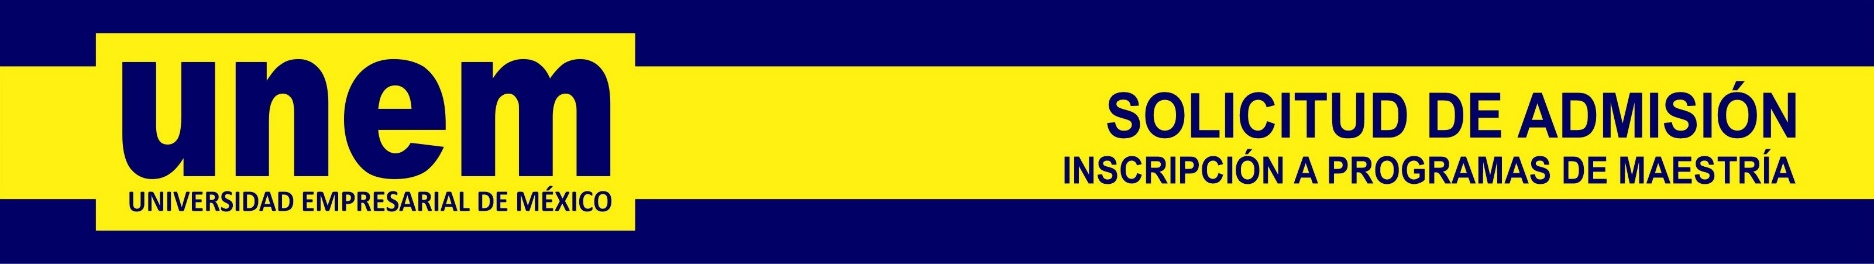 unem
UNIVERSIDAD EMPRESARIAL DE MÉXICO
SOLICITUD DE ADMISIÓN
INSCRIPCIÓN A PROGRAMAS DE MAESTRÍA